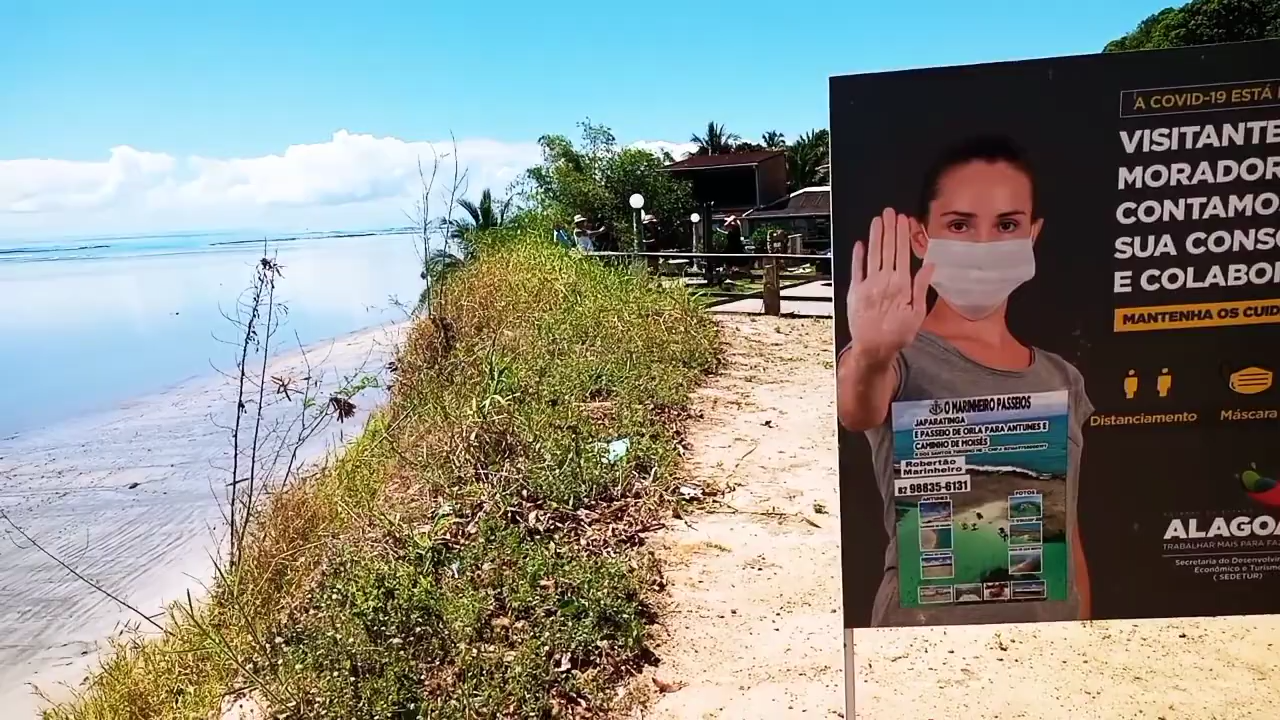 A COVID-19 ESTÁ
VISITANTE
MORADOR
CONTAMO
SUA CONS
E COLABO
MANTENHA OS CUID
Distanciamento
Máscara
O MARINHEIRO PASSEIOS
JAPARATINGA
E PASSEIO DE ORLA PARA ANTUNES E
CAMINHO DE MOISÉS
Robertão
Marinheiro
82 98835-6131
ANTUNES
FOTOS
ALAGO
TRABALHAR MAIS PARA FA
Secretaria do Desenvolvi
Econômico e Turism
( SEDETUR)